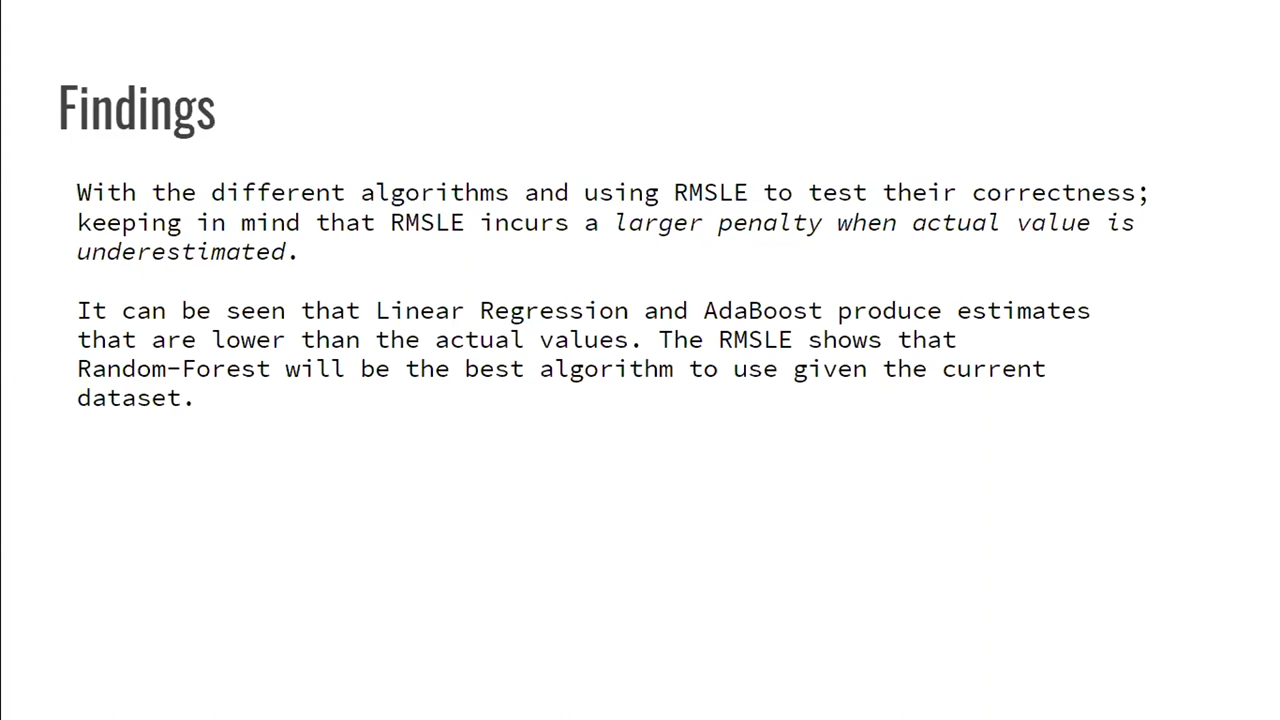 Findings
With the different algorithms and using RMSLE to test their correctness;
keeping in mind that RMSLE incurs a larger penalty when actual value is
underestimated.
It can be seen that Linear Regression and AdaBoost produce estimates
that are lower than the actual values. The RMSLE shows that
Random-Forest will be the best algorithm to use given the current
dataset.